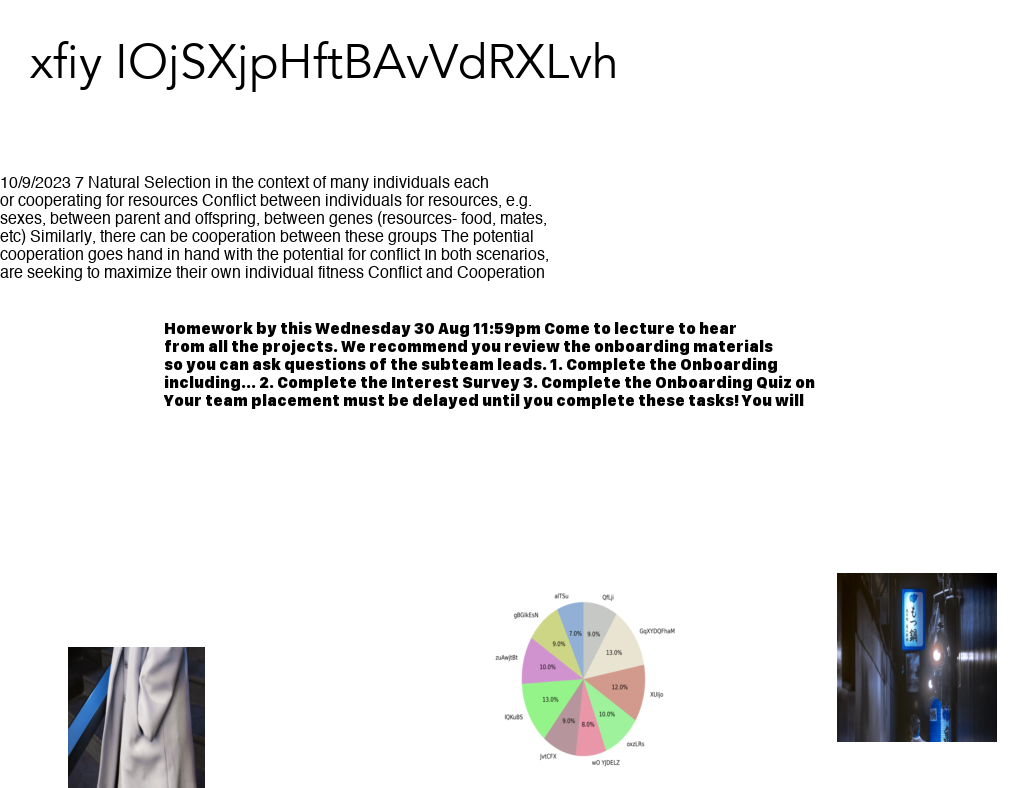 xfiy IOjSXjpHftBAvVdRXLvh
10/9/2023 7 Natural Selection in the context of many individuals each
or cooperating for resources Conflict between individuals for resources, e.g.
sexes, between parent and offspring, between genes (resources- food, mates,
etc) Similarly, there can be cooperation between these groups The potential
cooperation goes hand in hand with the potential for conflict In both scenarios,
are seeking to maximize their own individual fitness Conflict and Cooperation
Homework by this Wednesday 30 Aug 11:59pm Come to lecture to hear
from all the projects. We recommend you review the onboarding materials
so you can ask questions of the subteam leads. 1. Complete the Onboarding
including... 2. Complete the Interest Survey 3. Complete the Onboarding Quiz on
Your team placement must be delayed until you complete these tasks! You will
QfLji
9.0%
GqXYDQFhaM
13.0%
XUijo
12.0%
oxzLRs
10.0%
wO YJDELZ
8.0%
JvtCFX
9.0%
13.0%
zuAwjtBt
10.0%
gBGlkEsN
9.0%
7.0%
もつ鍋